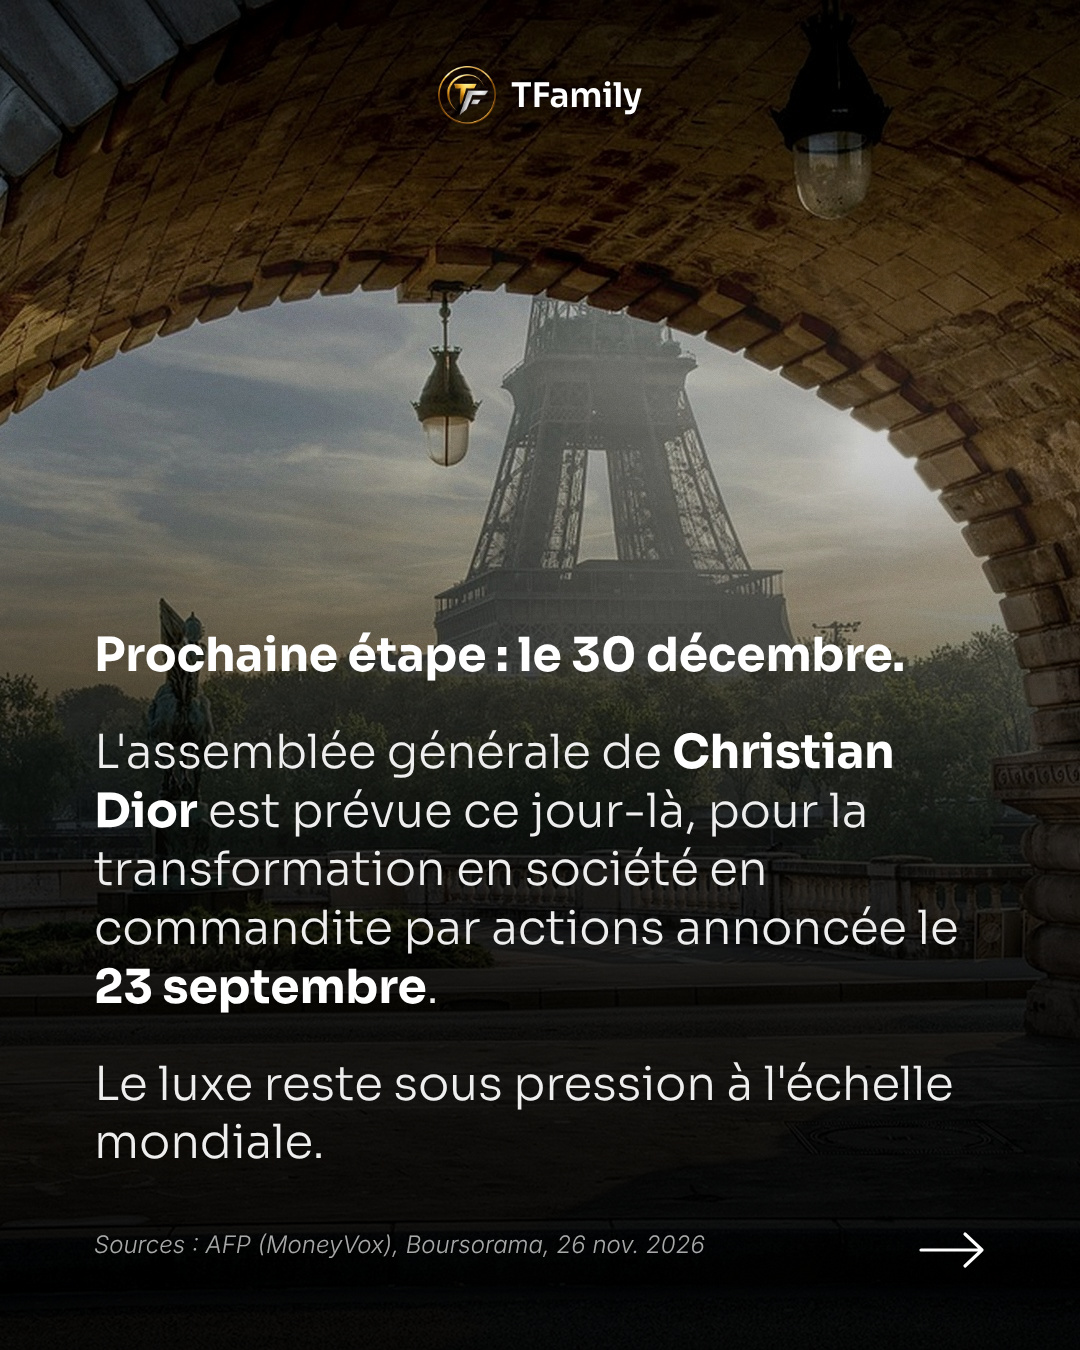 TFamily
Prochaine étape : le 30 décembre.
L'assemblée générale de Christian
Dior est prévue ce jour-là, pour la
transformation en société en
commandite par actions annoncée le
23 septembre.
Le luxe reste sous pression à l'échelle
mondiale.
Sources : AFP (MoneyVox), Boursorama, 26 nov. 2026